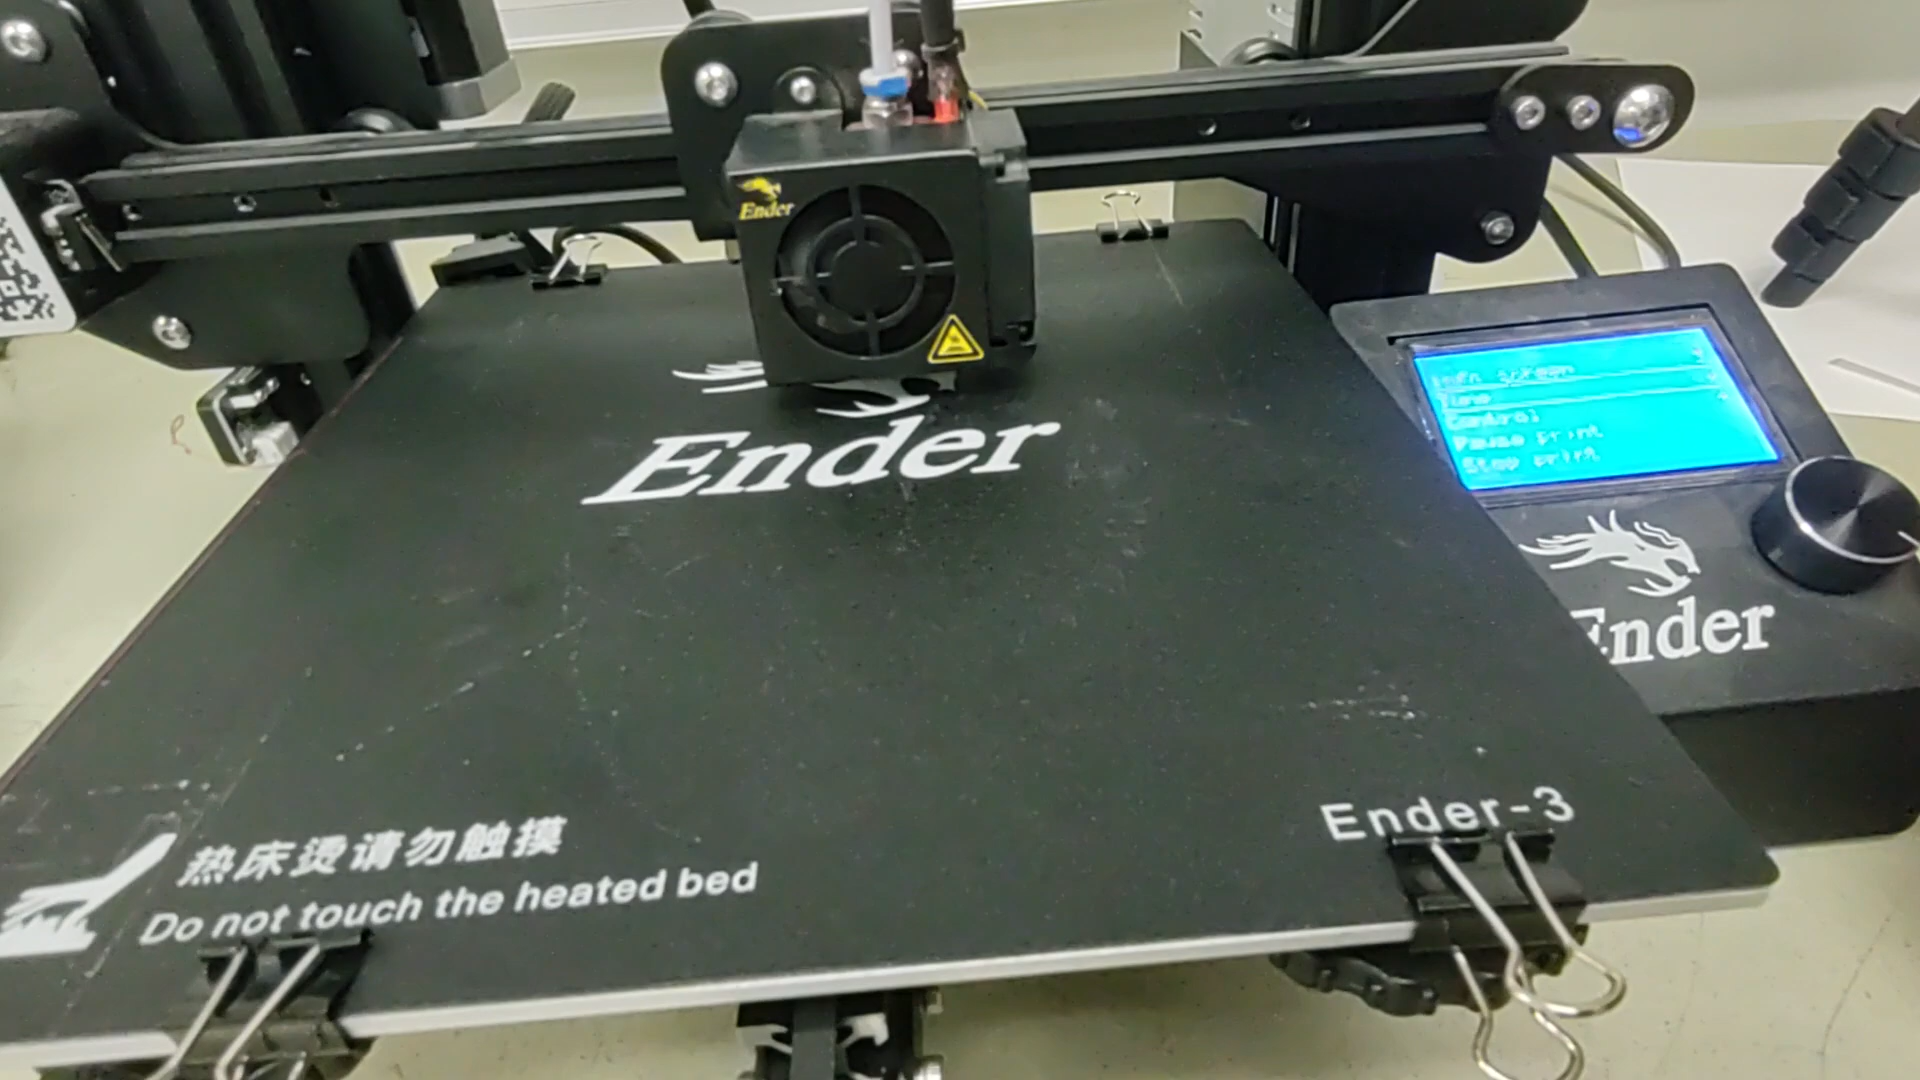 Ender
Info screen
Tune
Control
Pause print
Stop print
Ender
Ender
Ender-3
热床烫请勿触摸
Do not touch the heated bed